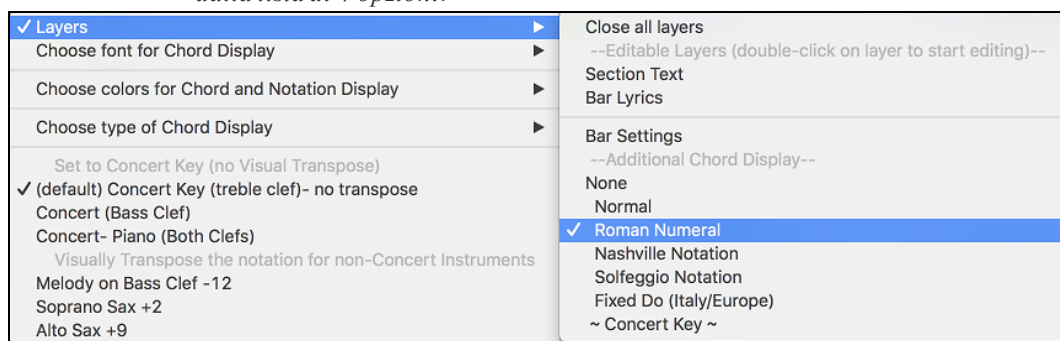 Layers
Choose font for Chord Display
Choose colors for Chord and Notation Display
Choose type of Chord Display
Set to Concert Key (no Visual Transpose)
(default) Concert Key (treble clef)- no transpose
Concert (Bass Clef)
Concert- Piano (Both Clefs)
Visually Transpose the notation for non-Concert Instruments
Melody on Bass Clef -12
Soprano Sax +2
Alto Sax +9
Close all layers
--Editable Layers (double-click on layer to start editing)--
Section Text
Bar Lyrics
Bar Settings
--Additional Chord Display--
None
Normal
Roman Numeral
Nashville Notation
Solfeggio Notation
Fixed Do (Italy/Europe)
~ Concert Key ~